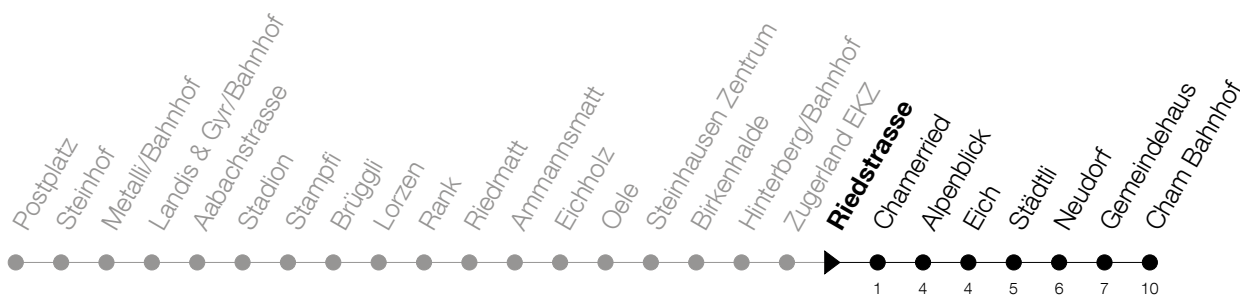 Postplatz
Steinhof
Metalli/Bahnhof
Landis & Gyr/Bahnhof
Aabachstrasse
Stadion
Stampfi
Brüggli
Lorzen
Rank
Riedmatt
Ammannsmatt
Eichholz
Oele
Steinhausen Zentrum
Birkenhalde
Hinterberg/Bahnhof
Zugerland EKZ
Riedstrasse
Chamerried
Alpenblick
Eich
Städtli
Neudorf
Gemeindehaus
Cham Bahnhof
1 4 4 5 6 7 10